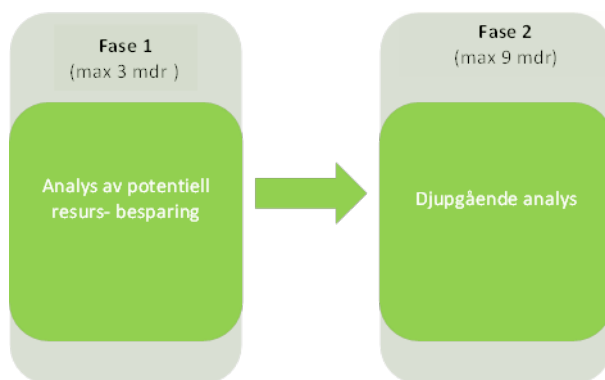 Fase 1
(max 3 mdr )
Analys av potentiell
resurs- besparing
Fase 2
(max 9 mdr)
Djupgående analys